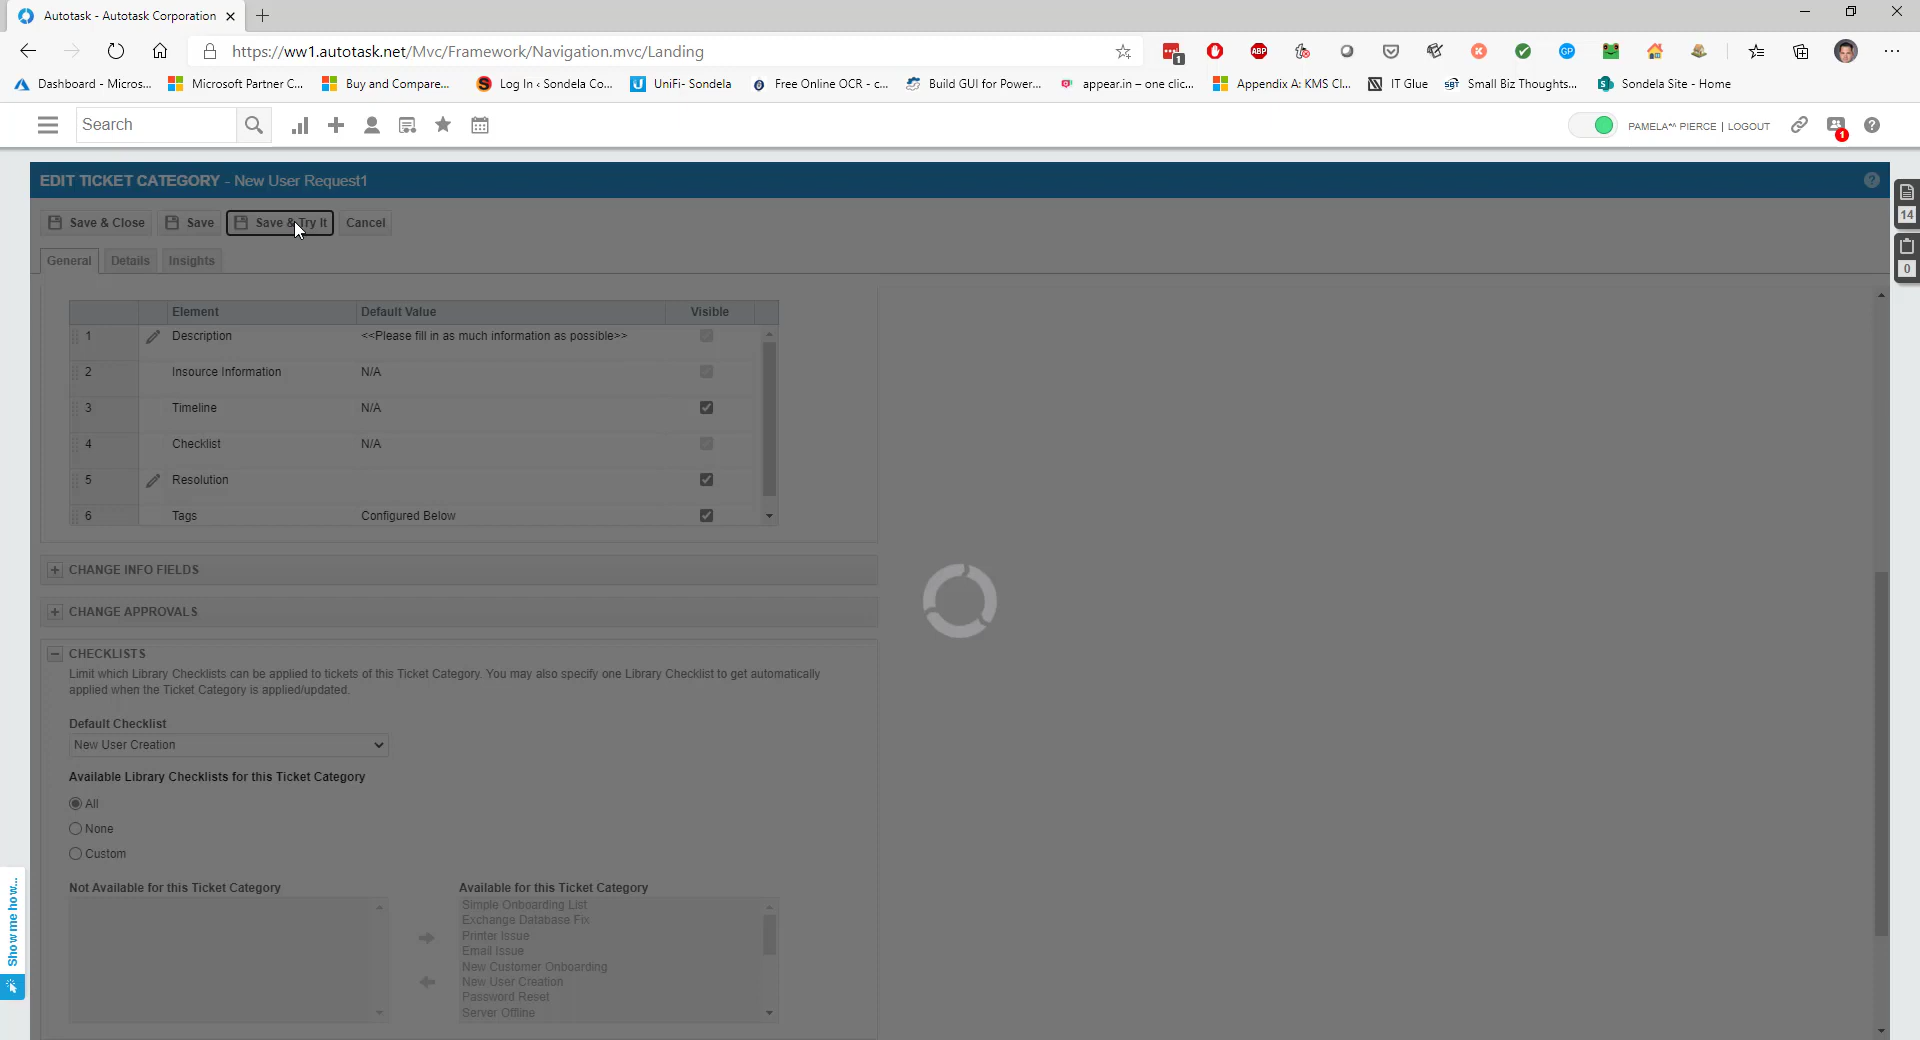 Autotask - Autotask Corporation
https://ww1.autotask.net/Mvc/Framework/Navigation.mvc/Landing
1
ABP
GP
Dashboard - Micros... Microsoft Partner C... Buy and Compare... Log In ‹ Sondela Co... UniFi- Sondela Free Online OCR - c... Build GUI for Power... appear.in – one clic... Appendix A: KMS Cl... IT Glue SBT Small Biz Thoughts... Sondela Site - Home
Search
PAMELA^^ PIERCE | LOGOUT
1
EDIT TICKET CATEGORY - New User Request1
14
Save & Close Save Save & Try It Cancel
0
General Details Insights
Element Default Value Visible
1 Description <<Please fill in as much information as possible>>
2 Insource Information N/A
3 Timeline N/A
4 Checklist N/A
5 Resolution
6 Tags Configured Below
CHANGE INFO FIELDS
CHANGE APPROVALS
CHECKLISTS
Limit which Library Checklists can be applied to tickets of this Ticket Category. You may also specify one Library Checklist to get automatically
applied when the Ticket Category is applied/updated.
Default Checklist
New User Creation
Available Library Checklists for this Ticket Category
All
None
Custom
Not Available for this Ticket Category Available for this Ticket Category
Simple Onboarding List
Exchange Database Fix
Printer Issue
Email Issue
New Customer Onboarding
New User Creation
Password Reset
Server Offline
Show me how...